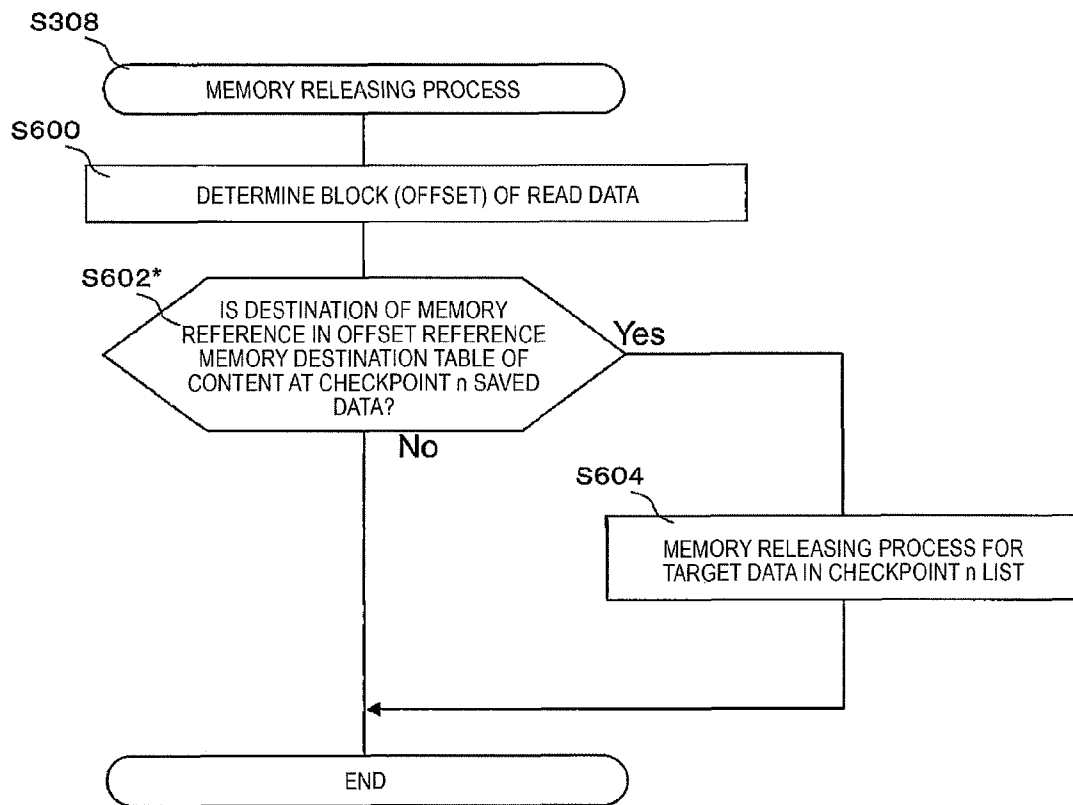 S308
MEMORY RELEASING PROCESS
S600
DETERMINE BLOCK (OFFSET) OF READ DATA
S602*
IS DESTINATION OF MEMORY
REFERENCE IN OFFSET REFERENCE
MEMORY DESTINATION TABLE OF
CONTENT AT CHECKPOINT n SAVED
DATA?
Yes
No
S604
MEMORY RELEASING PROCESS FOR
TARGET DATA IN CHECKPOINT n LIST
END